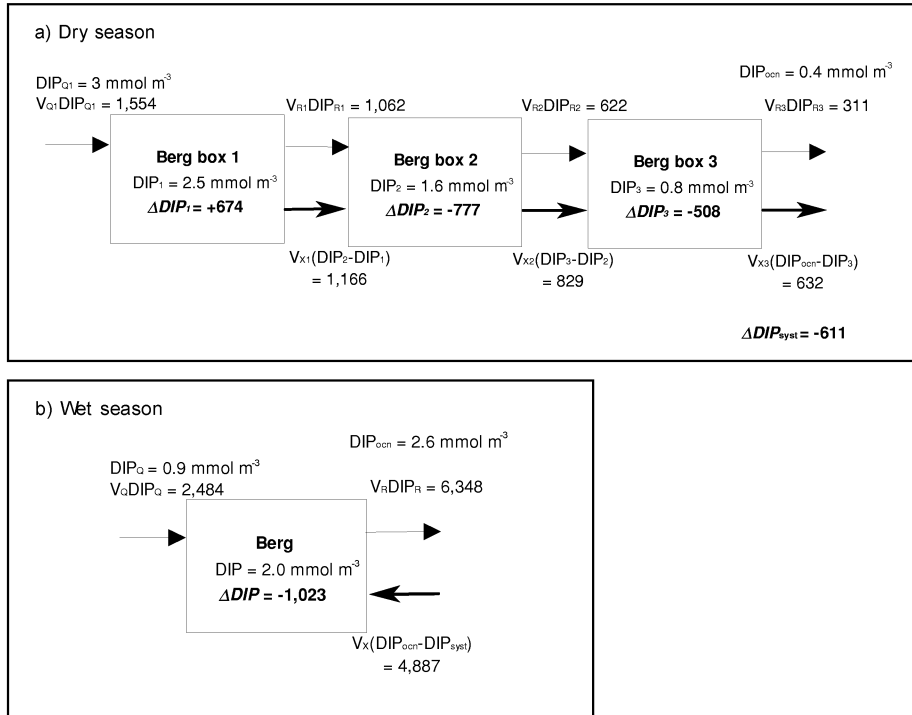 a) Dry season
DIPQ1 = 3 mmol m-3
VQ1DIPQ1 = 1,554
VR1DIPR1 = 1,062
VR2DIPR2 = 622
DIPocn = 0.4 mmol m-3
VR3DIPR3 = 311
Berg box 1
DIP1 = 2.5 mmol m-3
ΔDIP1 = +674
Berg box 2
DIP2 = 1.6 mmol m-3
ΔDIP2 = -777
Berg box 3
DIP3 = 0.8 mmol m-3
ΔDIP3 = -508
VX1(DIP2-DIP1)
= 1,166
VX2(DIP3-DIP2)
= 829
VX3(DIPocn-DIP3)
= 632
ΔDIPsyst = -611
b) Wet season
DIPocn = 2.6 mmol m-3
DIPQ = 0.9 mmol m-3
VQDIPQ = 2,484
VRDIPR = 6,348
Berg
DIP = 2.0 mmol m-3
ΔDIP = -1,023
VX(DIPocn-DIPsyst)
= 4,887